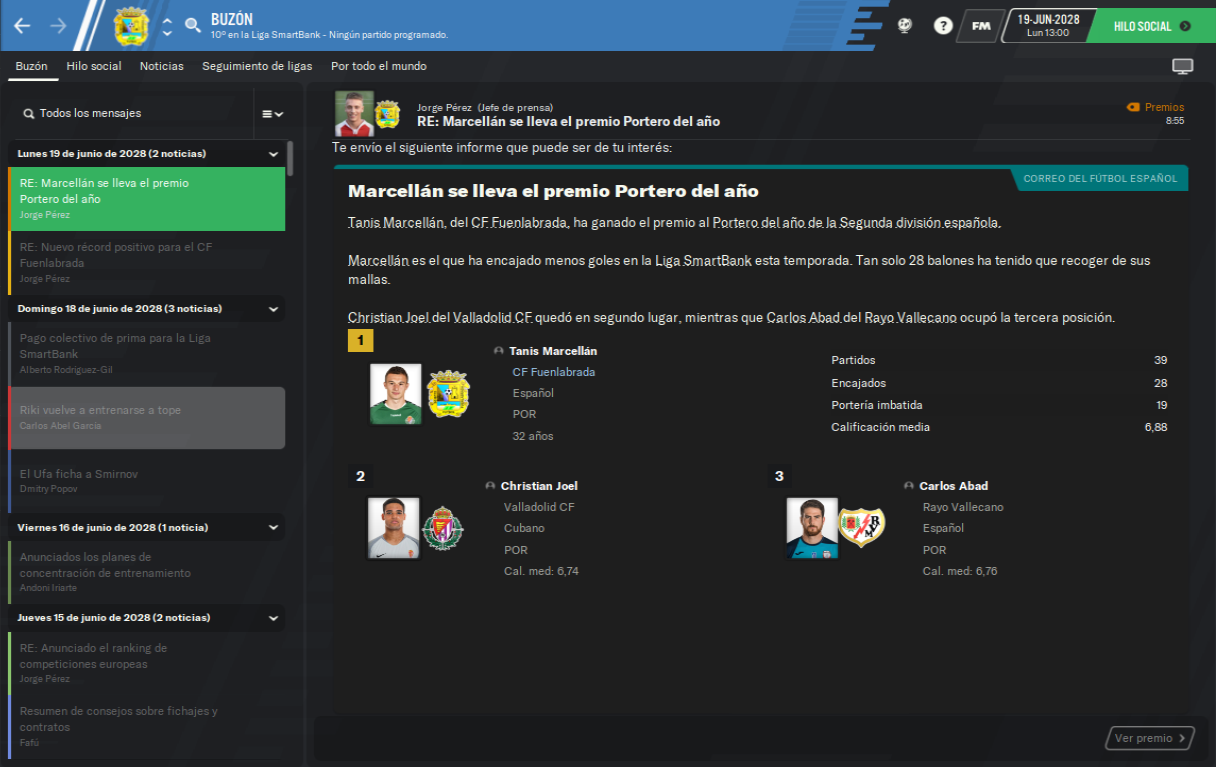 BUZÓN
10º en la Liga SmartBank - Ningún partido programado.
?
FM
19-JUN-2028
Lun 13:00
HILO SOCIAL
Buzón
Hilo social
Noticias
Seguimiento de ligas
Por todo el mundo
Todos los mensajes
Lunes 19 de junio de 2028 (2 noticias)
RE: Marcellán se lleva el premio
Portero del año
Jorge Pérez
RE: Nuevo récord positivo para el CF
Fuenlabrada
Jorge Pérez
Domingo 18 de junio de 2028 (3 noticias)
Pago colectivo de prima para la Liga
SmartBank
Alberto Rodríguez-Gil
Riki vuelve a entrenarse a tope
Carlos Abel García
El Ufa ficha a Smirnov
Dmitry Popov
Viernes 16 de junio de 2028 (1 noticia)
Anunciados los planes de
concentración de entrenamiento
Andoni Iriarte
Jueves 15 de junio de 2028 (2 noticias)
RE: Anunciado el ranking de
competiciones europeas
Jorge Pérez
Resumen de consejos sobre fichajes y
contratos
Fafú
Jorge Pérez (Jefe de prensa)
RE: Marcellán se lleva el premio Portero del año
Premios
8:55
Te envío el siguiente informe que puede ser de tu interés:
CORREO DEL FÚTBOL ESPAÑOL
Marcellán se lleva el premio Portero del año
Tanis Marcellán, del CF Fuenlabrada, ha ganado el premio al Portero del año de la Segunda división española.
Marcellán es el que ha encajado menos goles en la Liga SmartBank esta temporada. Tan solo 28 balones ha tenido que recoger de sus
mallas.
Christian Joel del Valladolid CF quedó en segundo lugar, mientras que Carlos Abad del Rayo Vallecano ocupó la tercera posición.
1
Tanis Marcellán
CF Fuenlabrada
Español
POR
32 años
Partidos 39
Encajados 28
Portería imbatida 19
Calificación media 6,88
2
Christian Joel
Valladolid CF
Cubano
POR
Cal. med: 6,74
3
Carlos Abad
Rayo Vallecano
Español
POR
Cal. med: 6,76
Ver premio